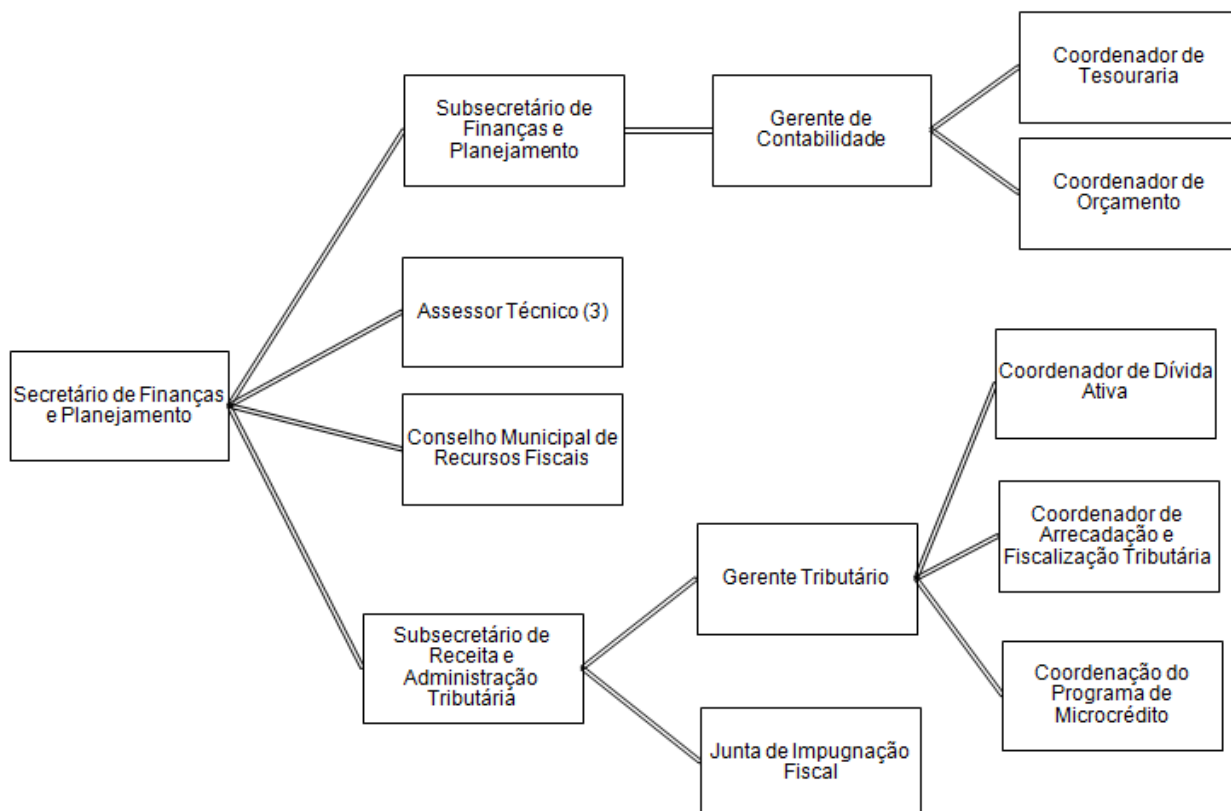 Secretário de Finanças
e Planejamento
Subsecretário de
Finanças e
Planejamento
Gerente de
Contabilidade
Coordenador de
Tesouraria
Coordenador de
Orçamento
Assessor Técnico (3)
Conselho Municipal de
Recursos Fiscais
Subsecretário de
Receita e
Administração
Tributária
Gerente Tributário
Coordenador de Dívida
Ativa
Coordenador de
Arrecadação e
Fiscalização Tributária
Coordenação do
Programa de
Microcrédito
Junta de Impugnação
Fiscal